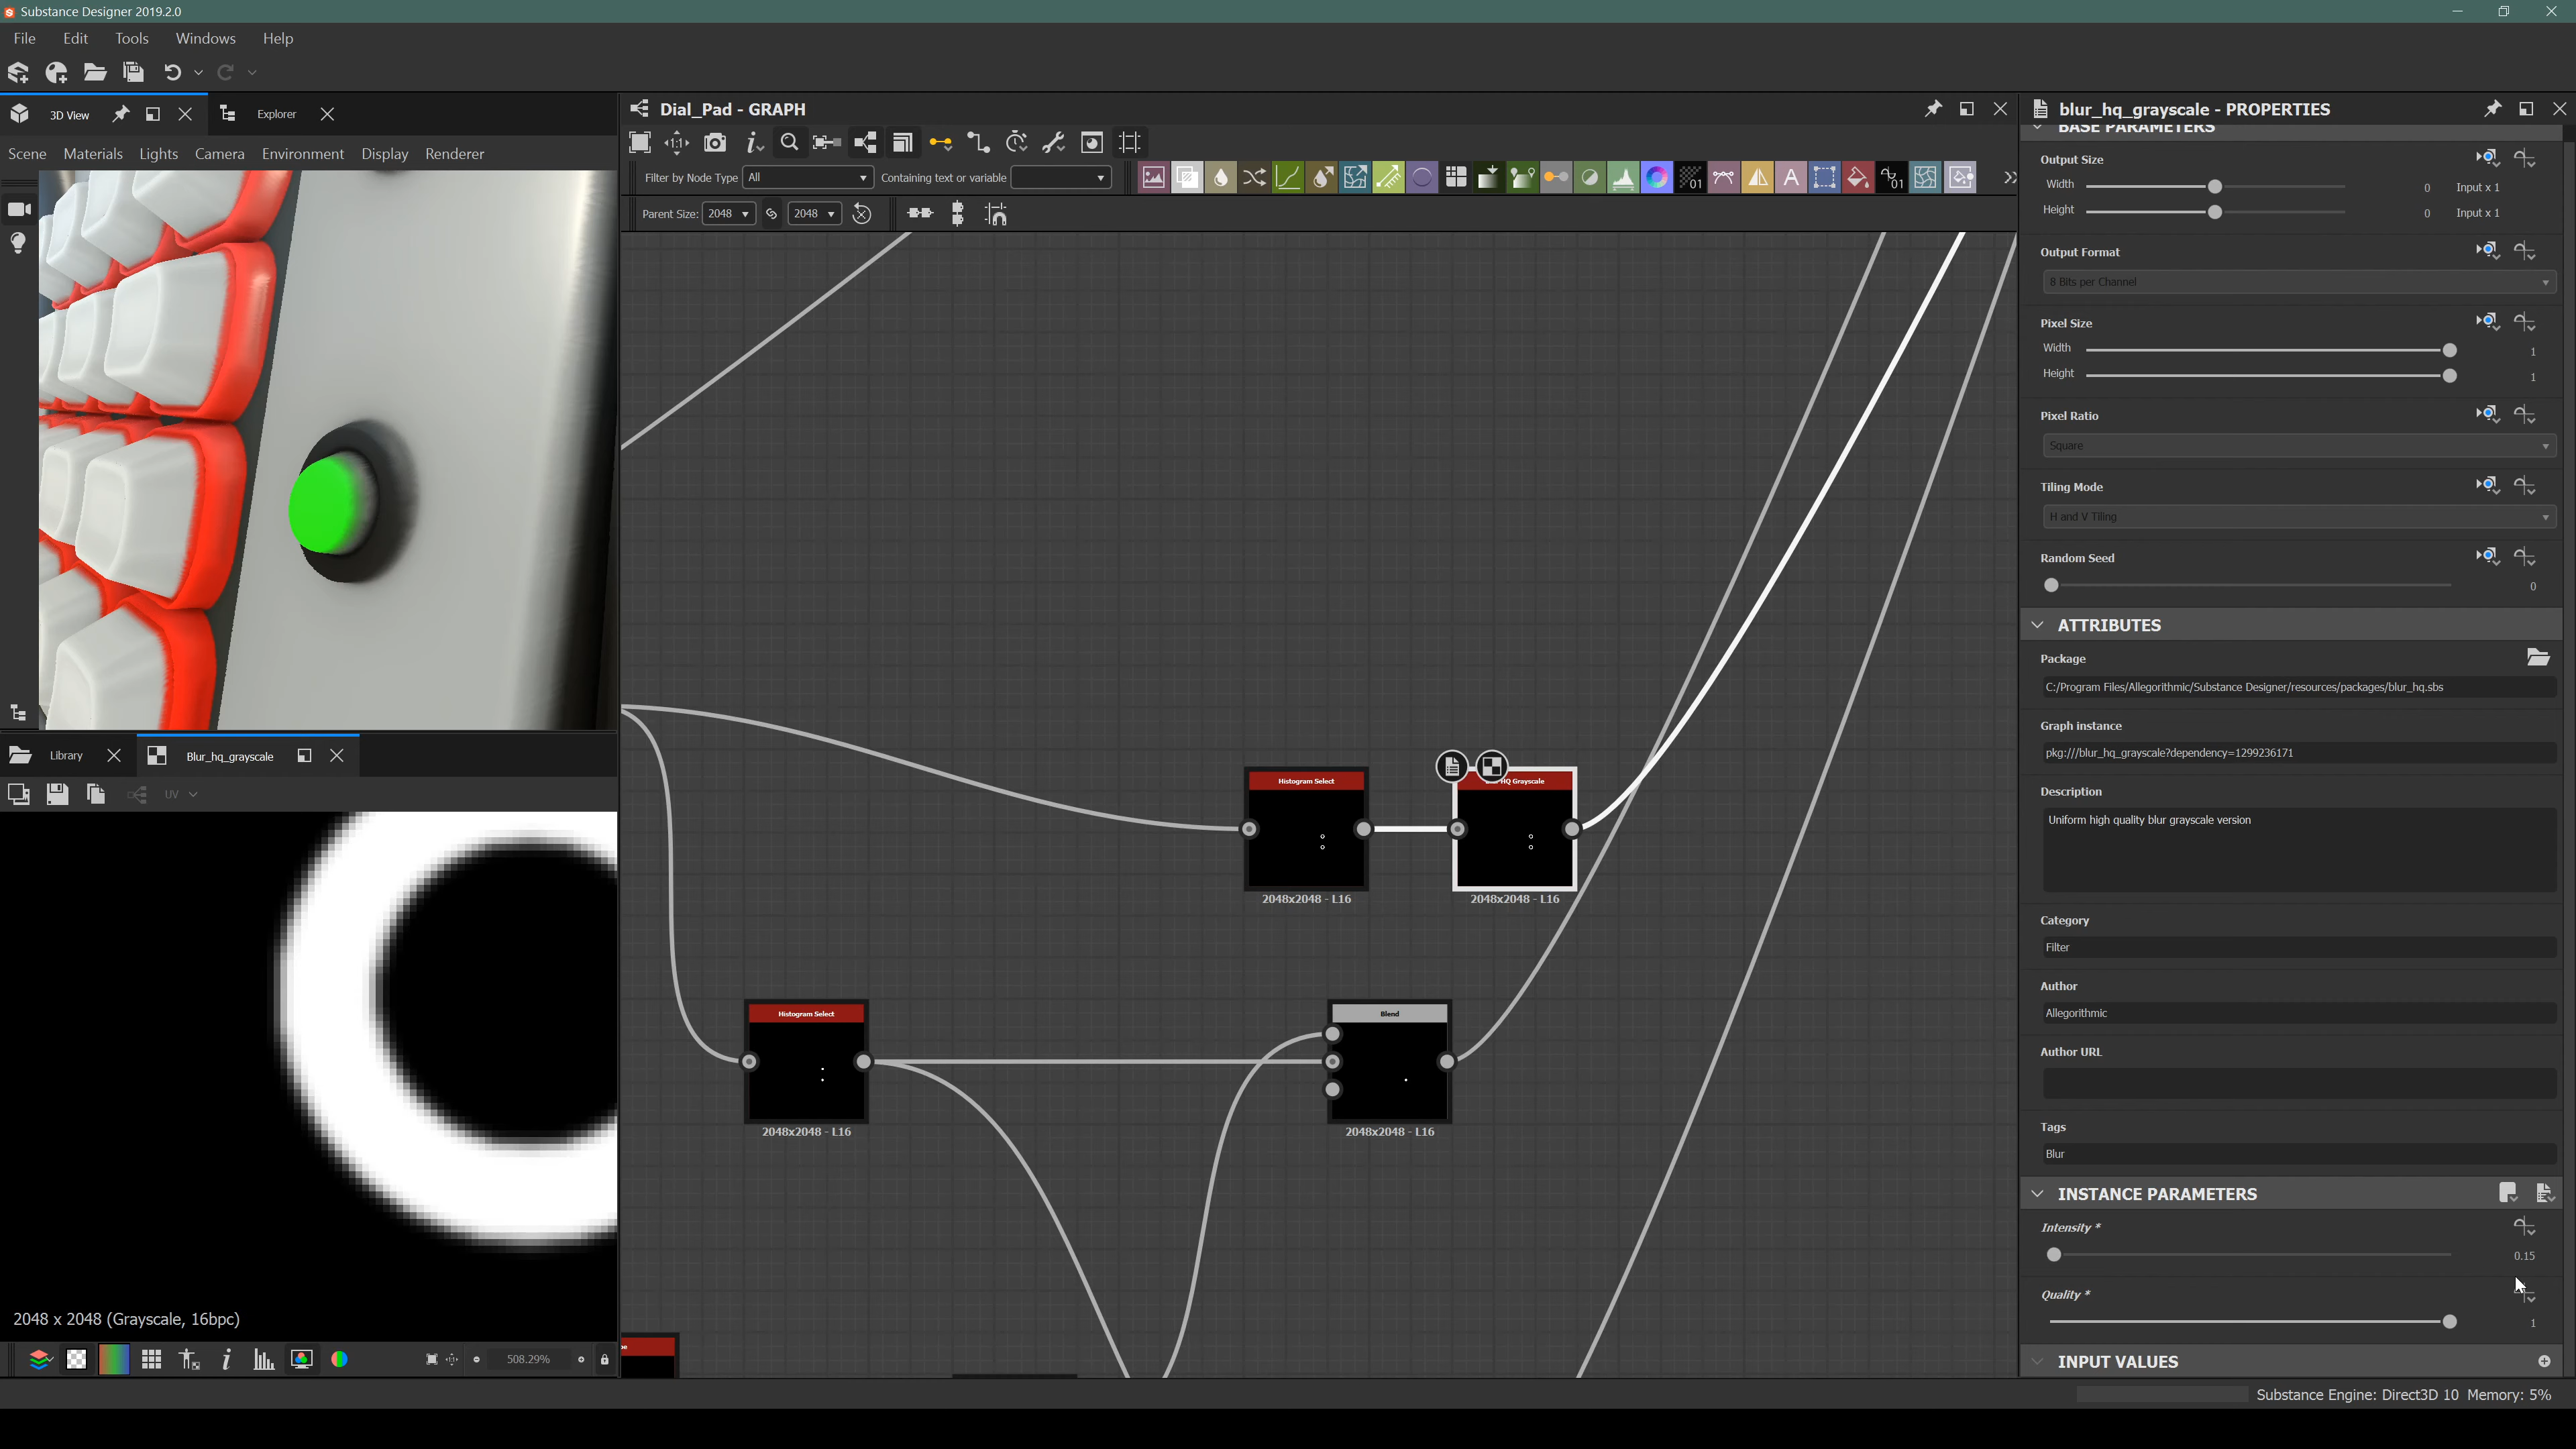 Substance Designer 2019.2.0
File Edit Tools Windows Help
3D View Explorer
Scene Materials Lights Camera Environment Display Renderer
Dial_Pad - GRAPH
1:1
Filter by Node Type All Containing text or variable
Parent Size: 2048 2048
Histogram Select
2048x2048 - L16
HQ Grayscale
2048x2048 - L16
Histogram Select
2048x2048 - L16
Blend
2048x2048 - L16
Library Blur_hq_grayscale
UV
2048 x 2048 (Grayscale, 16bpc)
508.29%
blur_hq_grayscale - PROPERTIES
BASE PARAMETERS
Output Size
Width 0 Input x 1
Height 0 Input x 1
Output Format
8 Bits per Channel
Pixel Size
Width 1
Height 1
Pixel Ratio
Square
Tiling Mode
H and V Tiling
Random Seed
0
ATTRIBUTES
Package
C:/Program Files/Allegorithmic/Substance Designer/resources/packages/blur_hq.sbs
Graph instance
pkg:///blur_hq_grayscale?dependency=1299236171
Description
Uniform high quality blur grayscale version
Category
Filter
Author
Allegorithmic
Author URL
Tags
Blur
INSTANCE PARAMETERS
Intensity *
0.15
Quality *
1
INPUT VALUES
Substance Engine: Direct3D 10 Memory: 5%